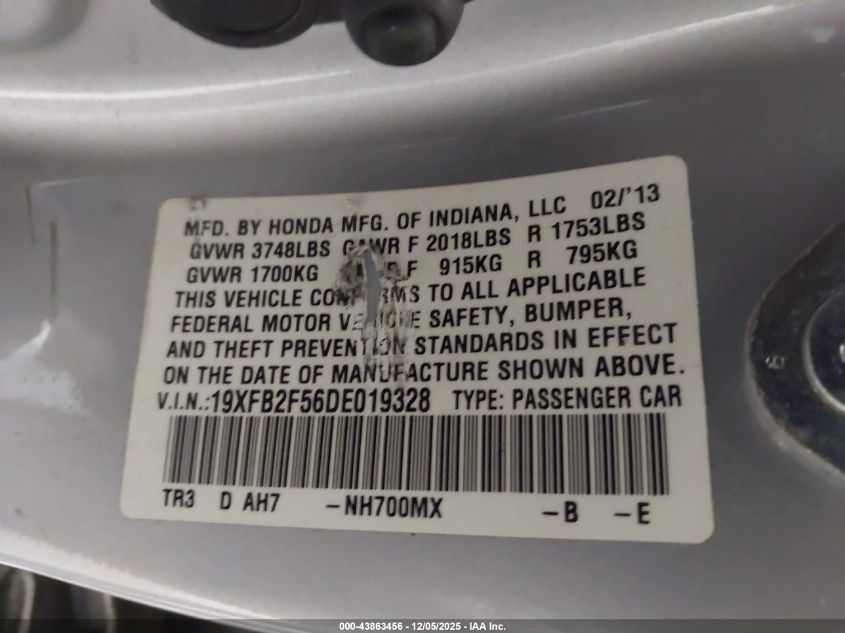 MFD. BY HONDA MFG. OF INDIANA, LLC 02/'13
GVWR 3748LBS GAWR F 2018LBS R 1753LBS
GVWR 1700KG F 915KG R 795KG
THIS VEHICLE CONFORMS TO ALL APPLICABLE
FEDERAL MOTOR VEHICLE SAFETY, BUMPER,
AND THEFT PREVENTION STANDARDS IN EFFECT
ON THE DATE OF MANUFACTURE SHOWN ABOVE.
V.I.N.:19XFB2F56DE019328 TYPE: PASSENGER CAR
TR3 D AH7 -NH700MX -B -E
000-43863456 - 12/05/2025 - IAA Inc.